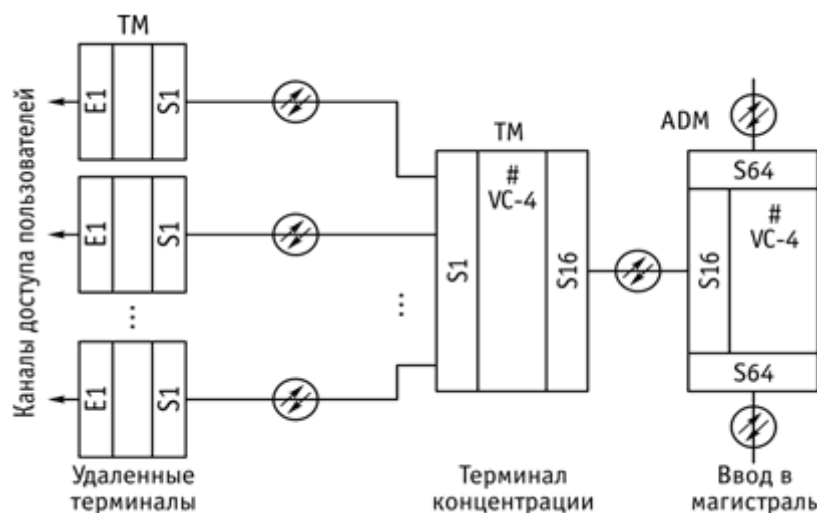 TM
Каналы доступа пользователей
E1
S1
E1
S1
...
E1
S1
Удаленные
терминалы
TM
S1
#
VC-4
S16
...
Терминал
концентрации
ADM
S64
S16
#
VC-4
S64
Ввод в
магистраль